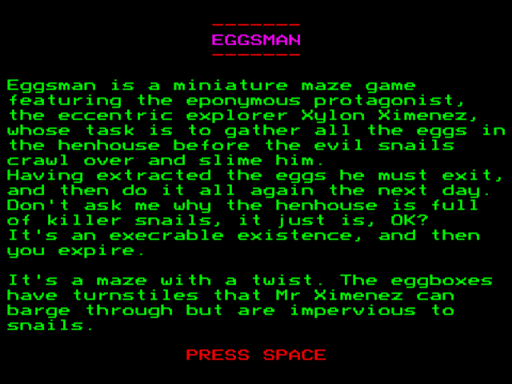 EGGSMAN
Eggsman is a miniature maze game
featuring the eponymous protagonist,
the eccentric explorer Xylon Ximenez,
whose task is to gather all the eggs in
the henhouse before the evil snails
crawl over and slime him.
Having extracted the eggs he must exit,
and then do it all again the next day.
Don't ask me why the henhouse is full
of killer snails, it just is, OK?
It's an execrable existence, and then
you expire.
It's a maze with a twist. The eggboxes
have turnstiles that Mr Ximenez can
barge through but are impervious to
snails.
PRESS SPACE